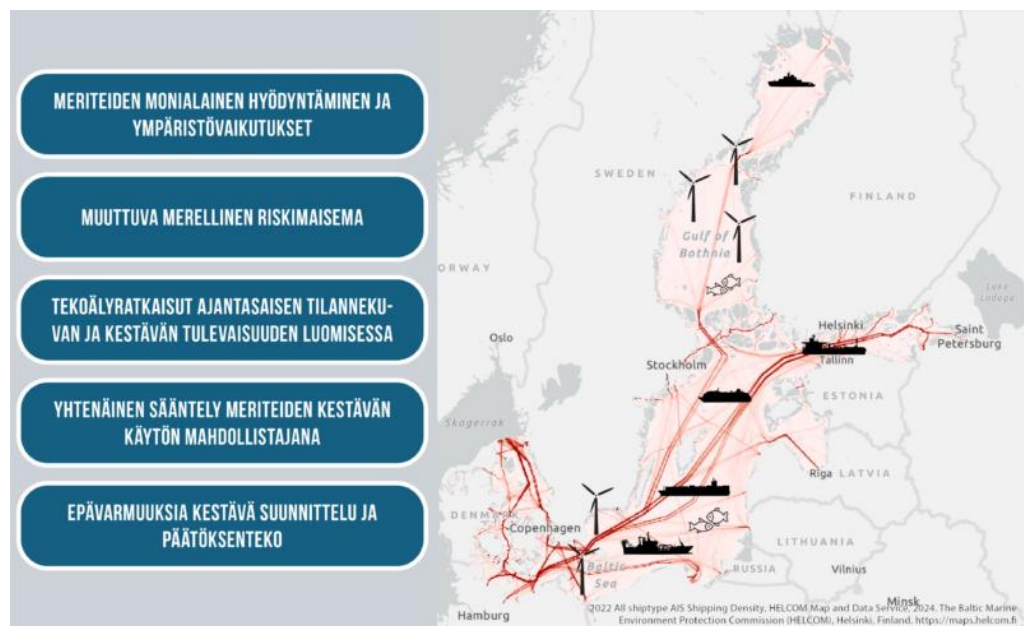 MERITEIDEN MONIALAINEN HYÖDYNTÄMINEN JA
YMPÄRISTÖVAIKUTUKSET
MUUTTUVA MERELLINEN RISKIMAISEMA
TEKOÄLYRATKAISUT AJANTASAISEN TILANNEKU-
VAN JA KESTÄVÄN TULEVAISUUDEN LUOMISESSA
YHTENÄINEN SÄÄNTELY MERITEIDEN KESTÄVÄN
KÄYTÖN MAHDOLLISTAJANA
EPÄVARMUUKSIA KESTÄVÄ SUUNNITTELU JA
PÄÄTÖKSENTEKO
SWEDEN
FINLAND
Gulf of
Bothnia
ORWAY
Lake
Ladoga
Oslo
Helsinki
Saint
Petersburg
Stockholm
Tallinn
ESTONIA
Skagerrak
Riga
LATVIA
DENMARK
Copenhagen
LITHUANIA
Baltic
Sea
RUSSIA
Vilnius
Minsk
Hamburg
2022 All shiptype AIS Shipping Density, HELCOM Map and Data Service, 2024. The Baltic Marine
Environment Protection Commission (HELCOM), Helsinki, Finland. https://maps.helcom.fi